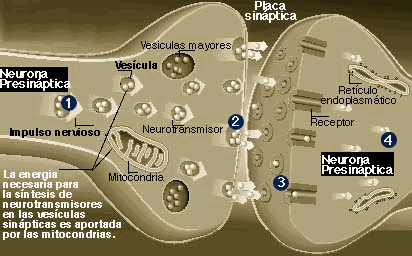 Placa
sináptica
Vesículas mayores
Vesícula
Neurona
Presináptica
1
Impulso nervioso
Neurotransmisor
2
Mitocondria
La energía
necesaria para
la síntesis de
neurotransmisores
en las vesículas
sinápticas es aportada
por las mitocondrias.
Retículo
endoplasmático
Receptor
4
Neurona
Presináptica
3